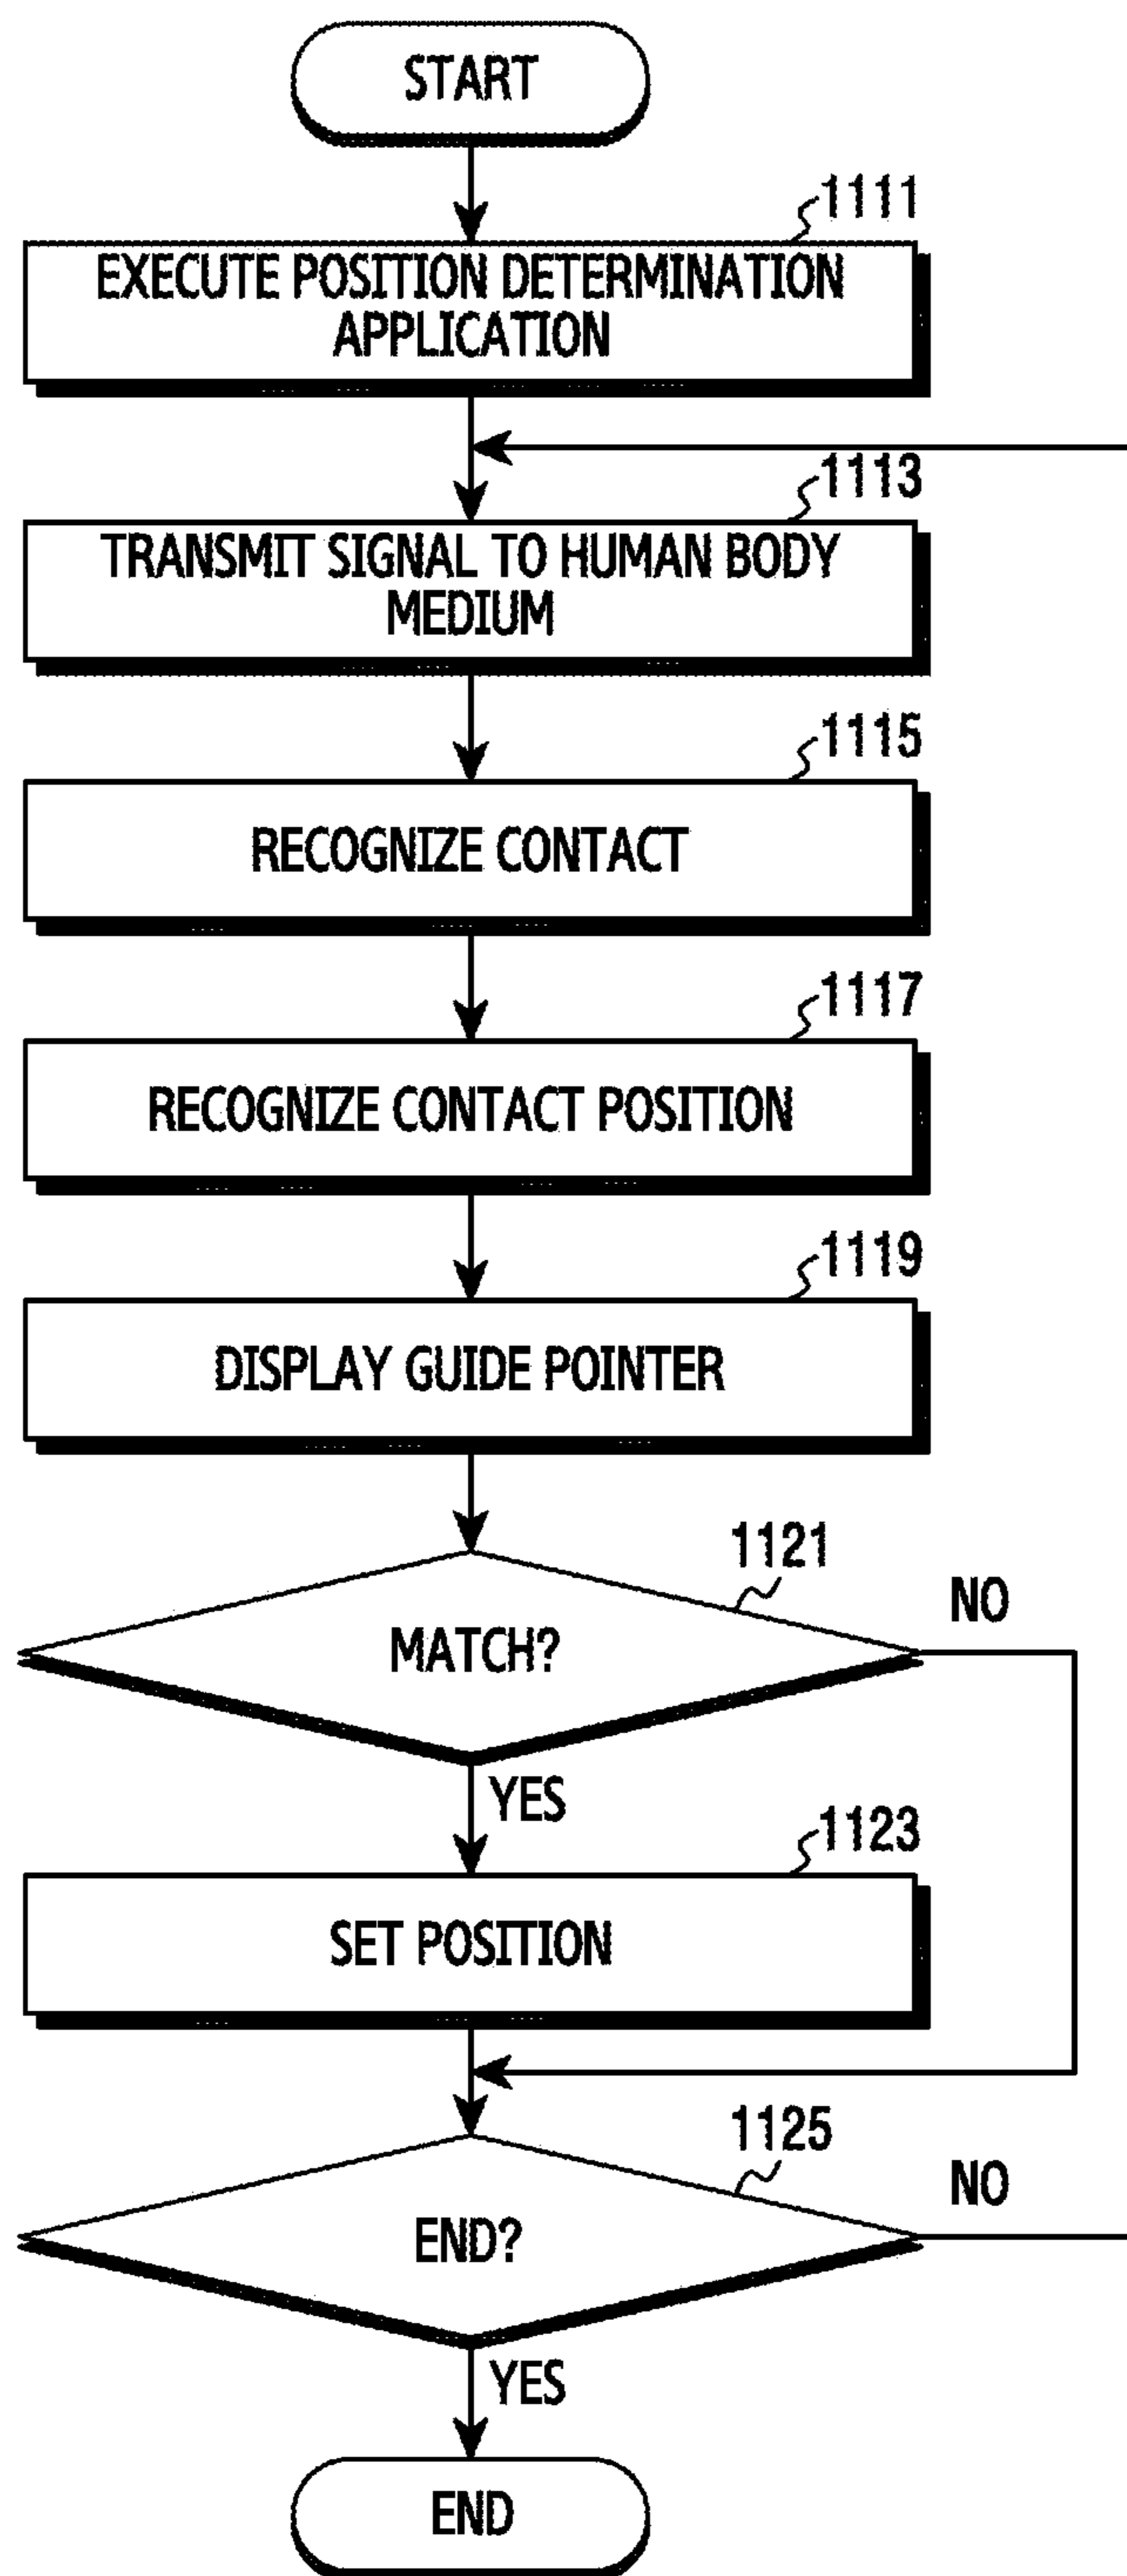 START
1111
EXECUTE POSITION DETERMINATION
APPLICATION
1113
TRANSMIT SIGNAL TO HUMAN BODY
MEDIUM
1115
RECOGNIZE CONTACT
1117
RECOGNIZE CONTACT POSITION
1119
DISPLAY GUIDE POINTER
1121
NO
MATCH?
YES
1123
SET POSITION
1125
NO
END?
YES
END